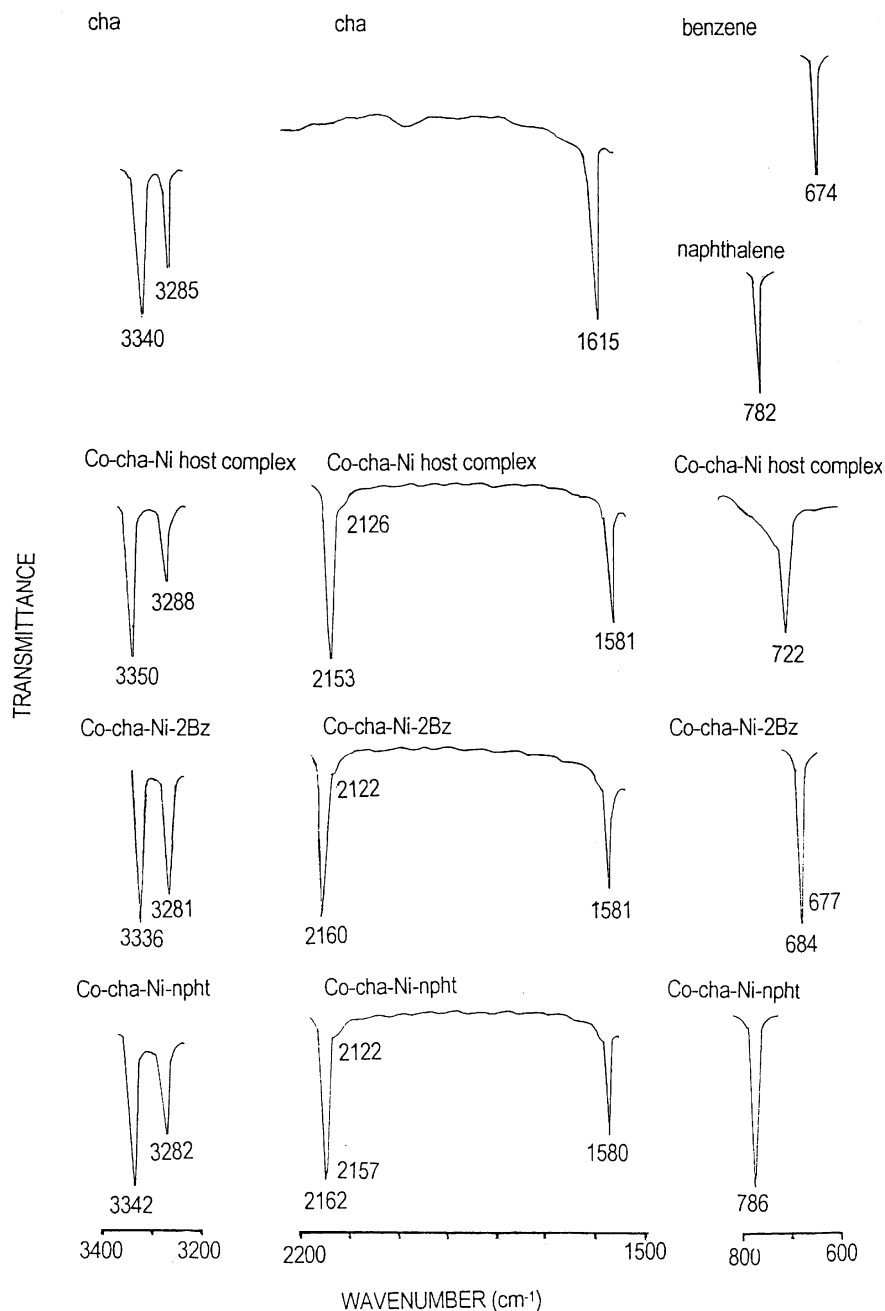 cha
cha
benzene
674
naphthalene
3285
3340
1615
782
Co-cha-Ni host complex
Co-cha-Ni host complex
Co-cha-Ni host complex
2126
3288
3350
2153
1581
722
TRANSMITTANCE
Co-cha-Ni-2Bz
Co-cha-Ni-2Bz
Co-cha-Ni-2Bz
2122
3281
3336
2160
1581
677
684
Co-cha-Ni-npht
Co-cha-Ni-npht
Co-cha-Ni-npht
2122
3282
3342
2157
2162
1580
786
3400 3200
2200 1500
800 600
WAVENUMBER (cm-1)